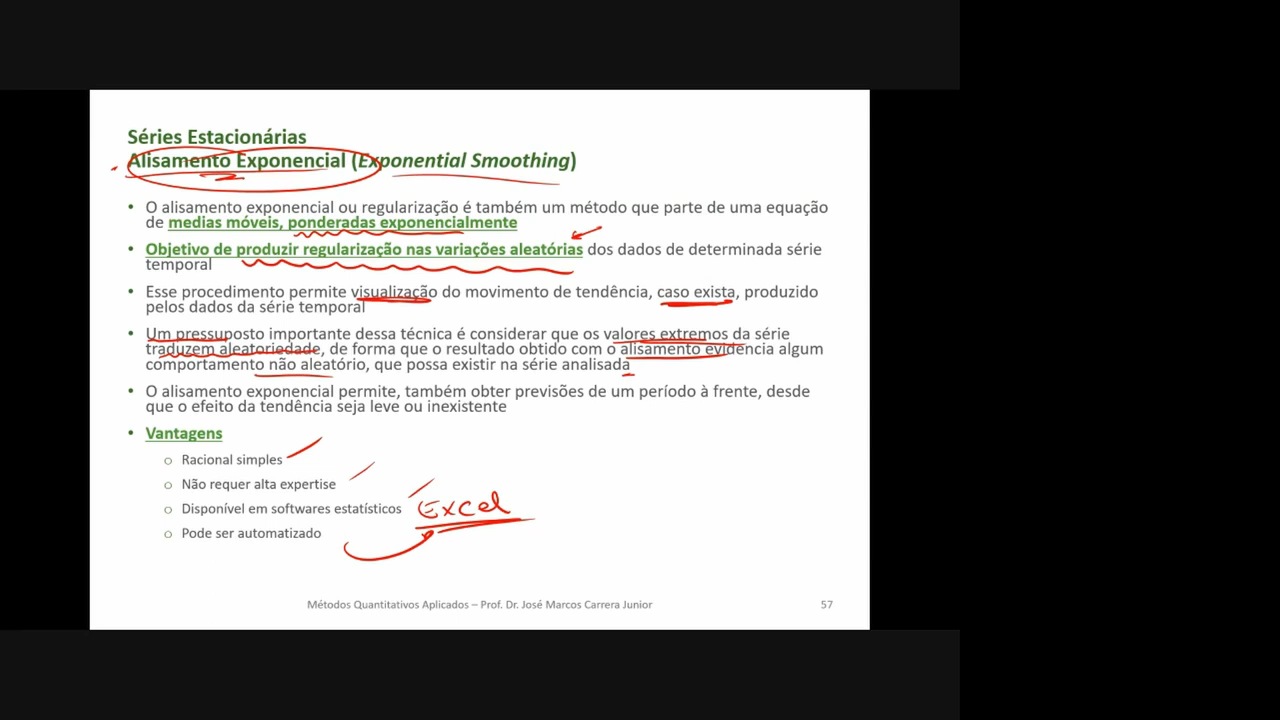 Séries Estacionárias
Alisamento Exponencial (Exponential Smoothing)
• O alisamento exponencial ou regularização é também um método que parte de uma equação
de medias móveis, ponderadas exponencialmente
• Objetivo de produzir regularização nas variações aleatórias dos dados de determinada série
temporal
• Esse procedimento permite visualização do movimento de tendência, caso exista, produzido
pelos dados da série temporal
• Um pressuposto importante dessa técnica é considerar que os valores extremos da série
traduzem aleatoriedade, de forma que o resultado obtido com o alisamento evidência algum
comportamento não aleatório, que possa existir na série analisada
• O alisamento exponencial permite, também obter previsões de um período à frente, desde
que o efeito da tendência seja leve ou inexistente
• Vantagens
o Racional simples
o Não requer alta expertise
o Disponível em softwares estatísticos Excel
o Pode ser automatizado
Métodos Quantitativos Aplicados – Prof. Dr. José Marcos Carrera Junior 57